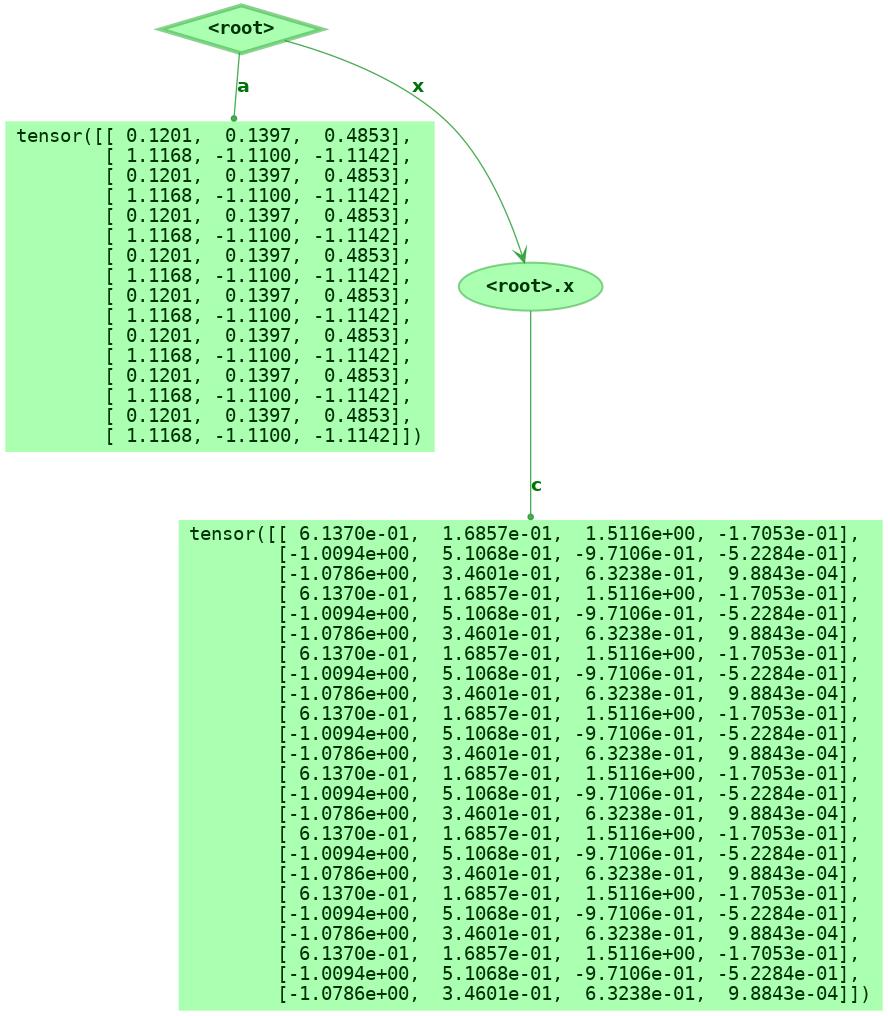 <root>
a
x
tensor([[ 0.1201,  0.1397,  0.4853],
        [ 1.1168, -1.1100, -1.1142],
        [ 0.1201,  0.1397,  0.4853],
        [ 1.1168, -1.1100, -1.1142],
        [ 0.1201,  0.1397,  0.4853],
        [ 1.1168, -1.1100, -1.1142],
        [ 0.1201,  0.1397,  0.4853],
        [ 1.1168, -1.1100, -1.1142],
        [ 0.1201,  0.1397,  0.4853],
        [ 1.1168, -1.1100, -1.1142],
        [ 0.1201,  0.1397,  0.4853],
        [ 1.1168, -1.1100, -1.1142],
        [ 0.1201,  0.1397,  0.4853],
        [ 1.1168, -1.1100, -1.1142],
        [ 0.1201,  0.1397,  0.4853],
        [ 1.1168, -1.1100, -1.1142]])
<root>.x
c
tensor([[ 6.1370e-01,  1.6857e-01,  1.5116e+00, -1.7053e-01],
        [-1.0094e+00,  5.1068e-01, -9.7106e-01, -5.2284e-01],
        [-1.0786e+00,  3.4601e-01,  6.3238e-01,  9.8843e-04],
        [ 6.1370e-01,  1.6857e-01,  1.5116e+00, -1.7053e-01],
        [-1.0094e+00,  5.1068e-01, -9.7106e-01, -5.2284e-01],
        [-1.0786e+00,  3.4601e-01,  6.3238e-01,  9.8843e-04],
        [ 6.1370e-01,  1.6857e-01,  1.5116e+00, -1.7053e-01],
        [-1.0094e+00,  5.1068e-01, -9.7106e-01, -5.2284e-01],
        [-1.0786e+00,  3.4601e-01,  6.3238e-01,  9.8843e-04],
        [ 6.1370e-01,  1.6857e-01,  1.5116e+00, -1.7053e-01],
        [-1.0094e+00,  5.1068e-01, -9.7106e-01, -5.2284e-01],
        [-1.0786e+00,  3.4601e-01,  6.3238e-01,  9.8843e-04],
        [ 6.1370e-01,  1.6857e-01,  1.5116e+00, -1.7053e-01],
        [-1.0094e+00,  5.1068e-01, -9.7106e-01, -5.2284e-01],
        [-1.0786e+00,  3.4601e-01,  6.3238e-01,  9.8843e-04],
        [ 6.1370e-01,  1.6857e-01,  1.5116e+00, -1.7053e-01],
        [-1.0094e+00,  5.1068e-01, -9.7106e-01, -5.2284e-01],
        [-1.0786e+00,  3.4601e-01,  6.3238e-01,  9.8843e-04],
        [ 6.1370e-01,  1.6857e-01,  1.5116e+00, -1.7053e-01],
        [-1.0094e+00,  5.1068e-01, -9.7106e-01, -5.2284e-01],
        [-1.0786e+00,  3.4601e-01,  6.3238e-01,  9.8843e-04],
        [ 6.1370e-01,  1.6857e-01,  1.5116e+00, -1.7053e-01],
        [-1.0094e+00,  5.1068e-01, -9.7106e-01, -5.2284e-01],
        [-1.0786e+00,  3.4601e-01,  6.3238e-01,  9.8843e-04]])